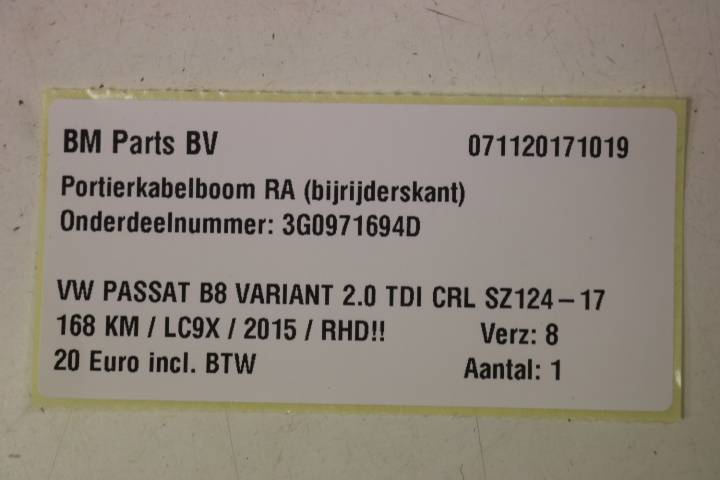 BM Parts BV 071120171019
Portierkabelboom RA (bijrijderskant)
Onderdeelnummer: 3G0971694D
VW PASSAT B8 VARIANT 2.0 TDI CRL SZ124-17
168 KM / LC9X / 2015 / RHD!! Verz: 8
20 Euro incl. BTW Aantal: 1